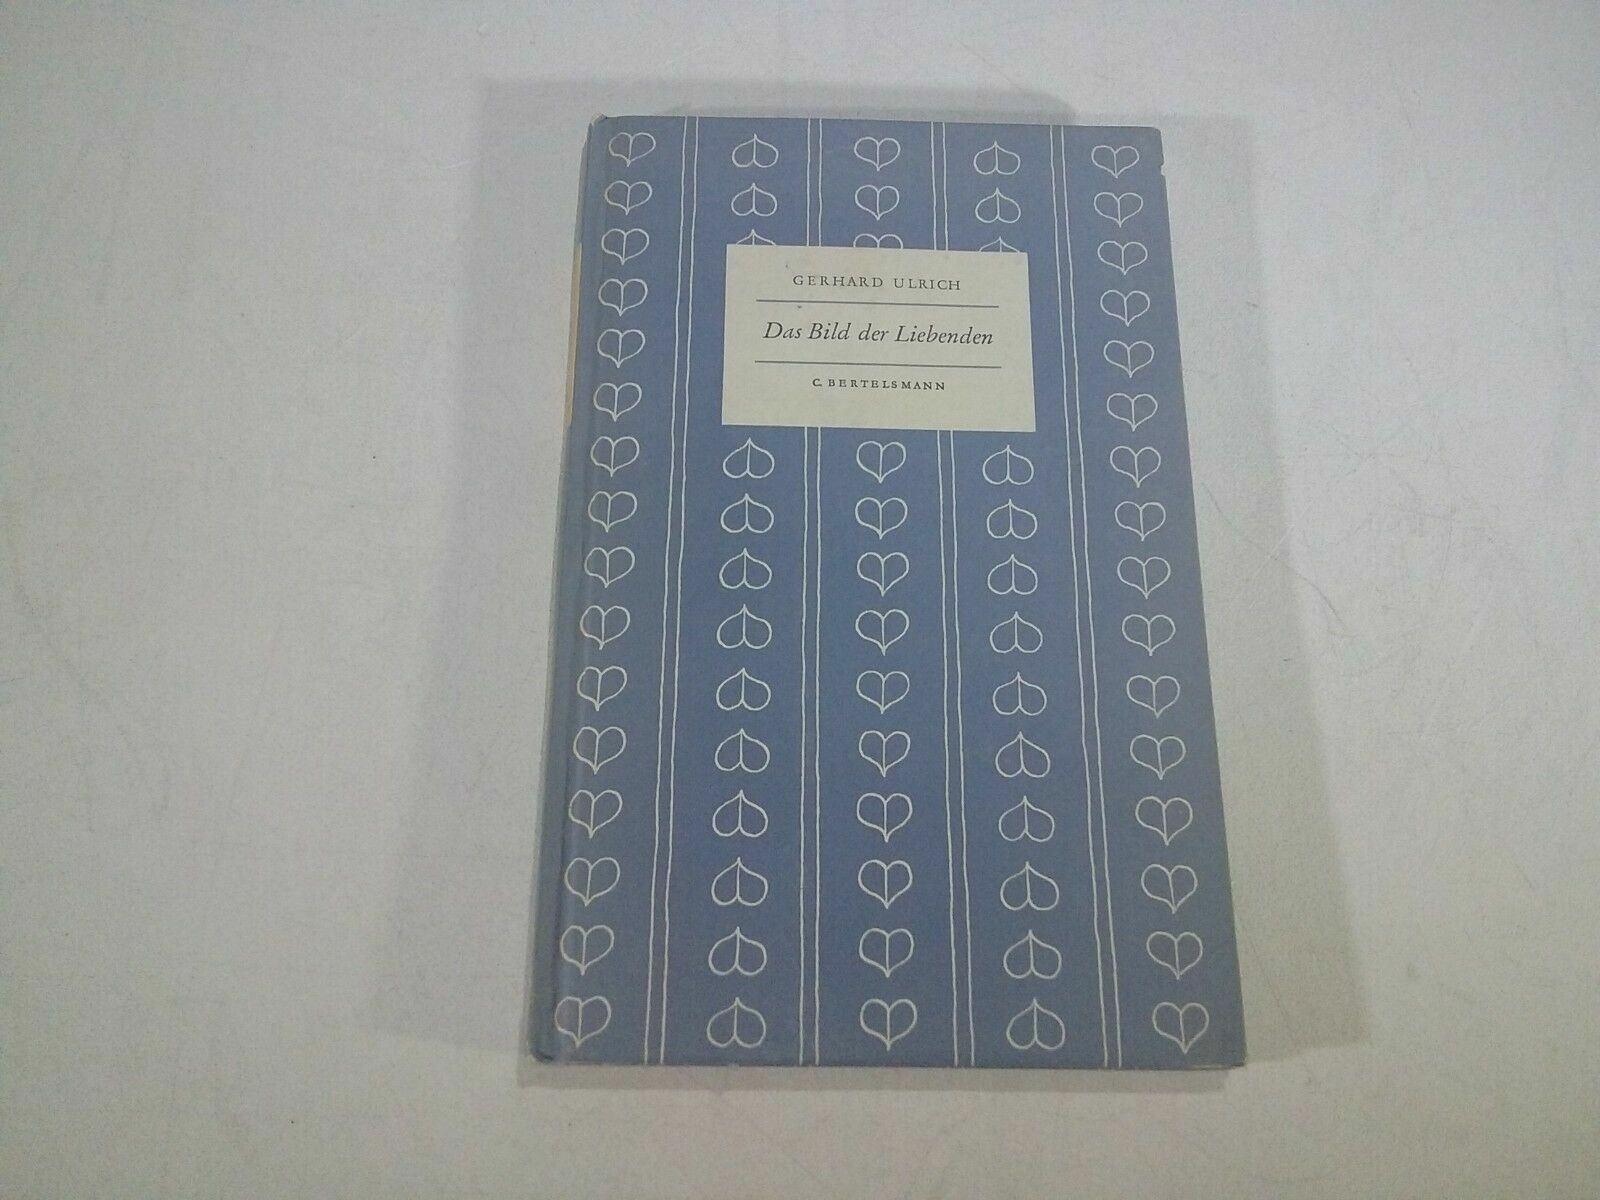 GERHARD ULRICH
Das Bild der Liebenden
C. BERTELSMANN